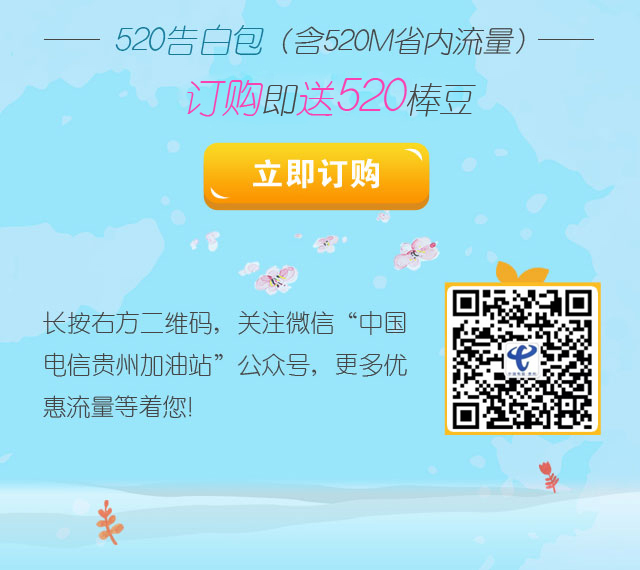 520告白包（含520M省内流量）
订购即送520棒豆
立即订购
长按右方二维码，关注微信“中国
电信贵州加油站”公众号，更多优
惠流量等着您！